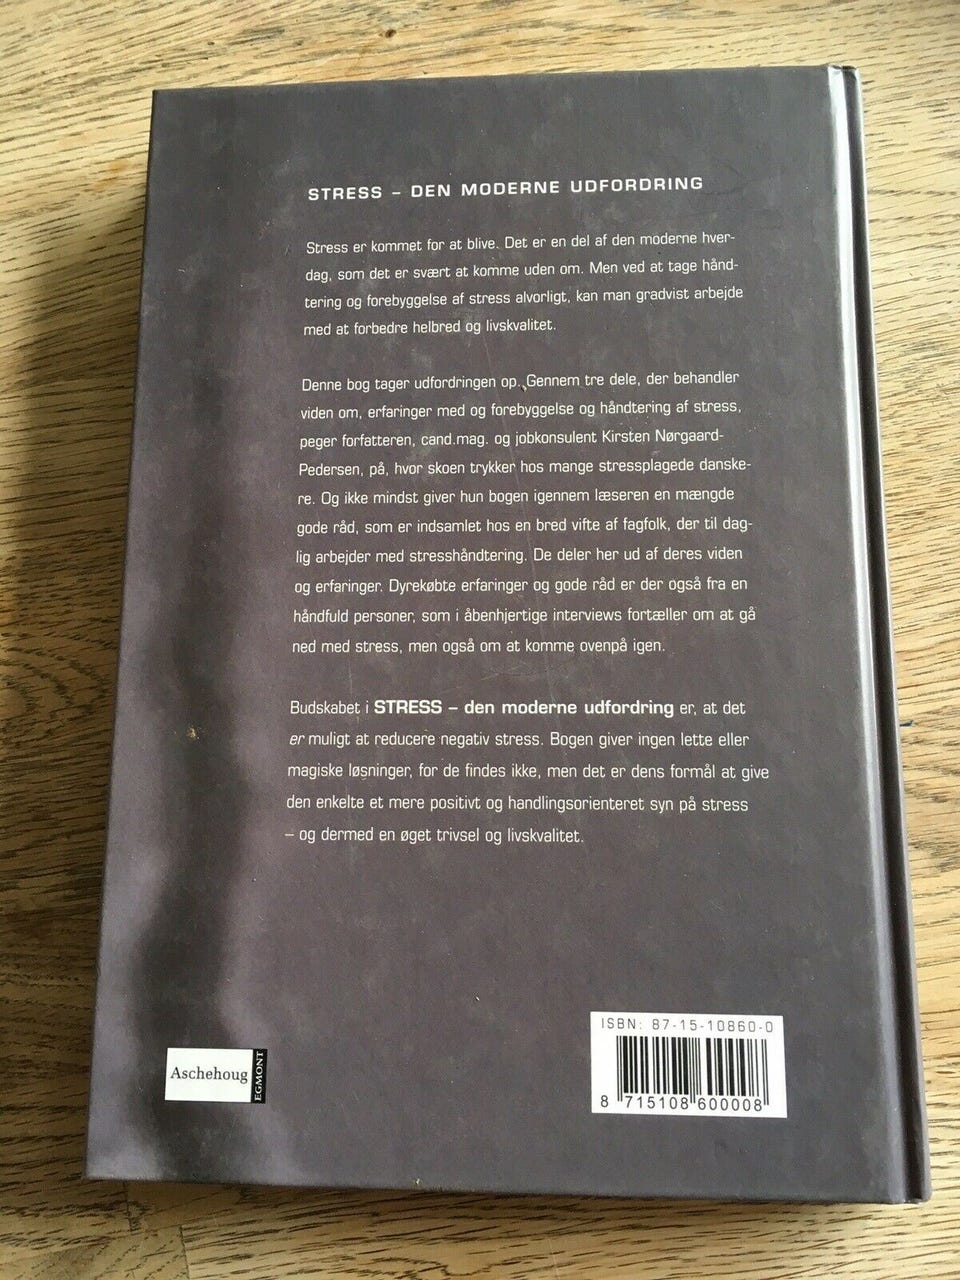 STRESS – DEN MODERNE UDFORDRING
Stress er kommet for at blive. Det er en del af den moderne hver-
dag, som det er svært at komme uden om. Men ved at tage hånd-
tering og forebyggelse af stress alvorligt, kan man gradvist arbejde
med at forbedre helbred og livskvalitet.
Denne bog tager udfordringen op. Gennem tre dele, der behandler
viden om, erfaringer med og forebyggelse og håndtering af stress,
peger forfatteren, cand.mag. og jobkonsulent Kirsten Nørgaard-
Pedersen, på, hvor skoen trykker hos mange stressplagede danske-
re. Og ikke mindst giver hun bogen igennem læseren en mængde
gode råd, som er indsamlet hos en bred vifte af fagfolk, der til dag-
lig arbejder med stresshåndtering. De deler her ud af deres viden
og erfaringer. Dyrekøbte erfaringer og gode råd er der også fra en
håndfuld personer, som i åbenhjertige interviews fortæller om at gå
ned med stress, men også om at komme ovenpå igen.
Budskabet i STRESS – den moderne udfordring er, at det
er muligt at reducere negativ stress. Bogen giver ingen lette eller
magiske løsninger, for de findes ikke, men det er dens formål at give
den enkelte et mere positivt og handlingsorienteret syn på stress
– og dermed en øget trivsel og livskvalitet.
ISBN: 87-15-10860-0
8 715108 600008
Aschehoug
EGMONT